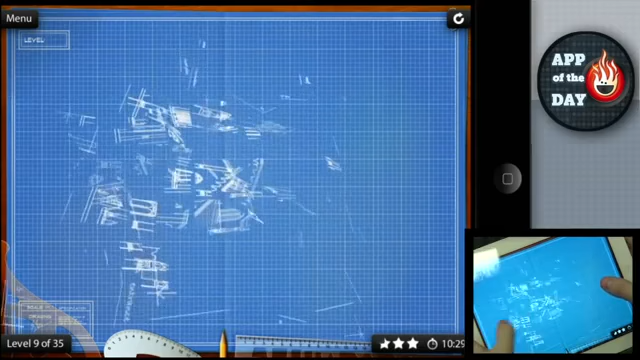 Menu
LEVEL:
APP
of the
DAY
Level 9 of 35
10:29